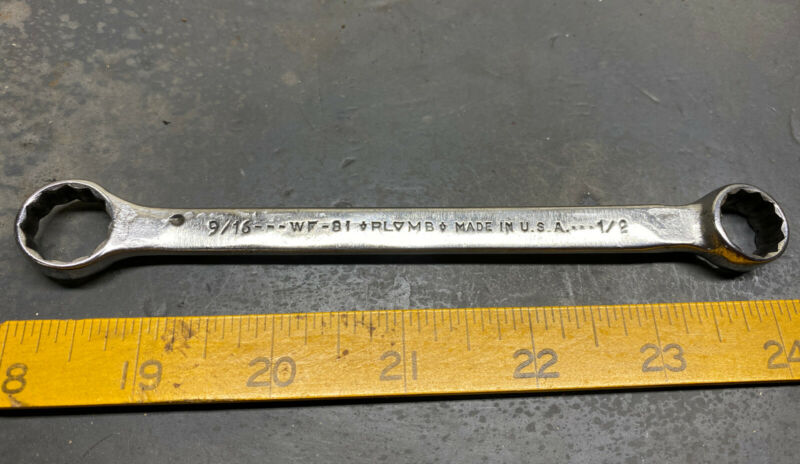 9/16---WF-81 PLVMB MADE IN U.S.A.---1/2
8 19 20 21 22 23 24